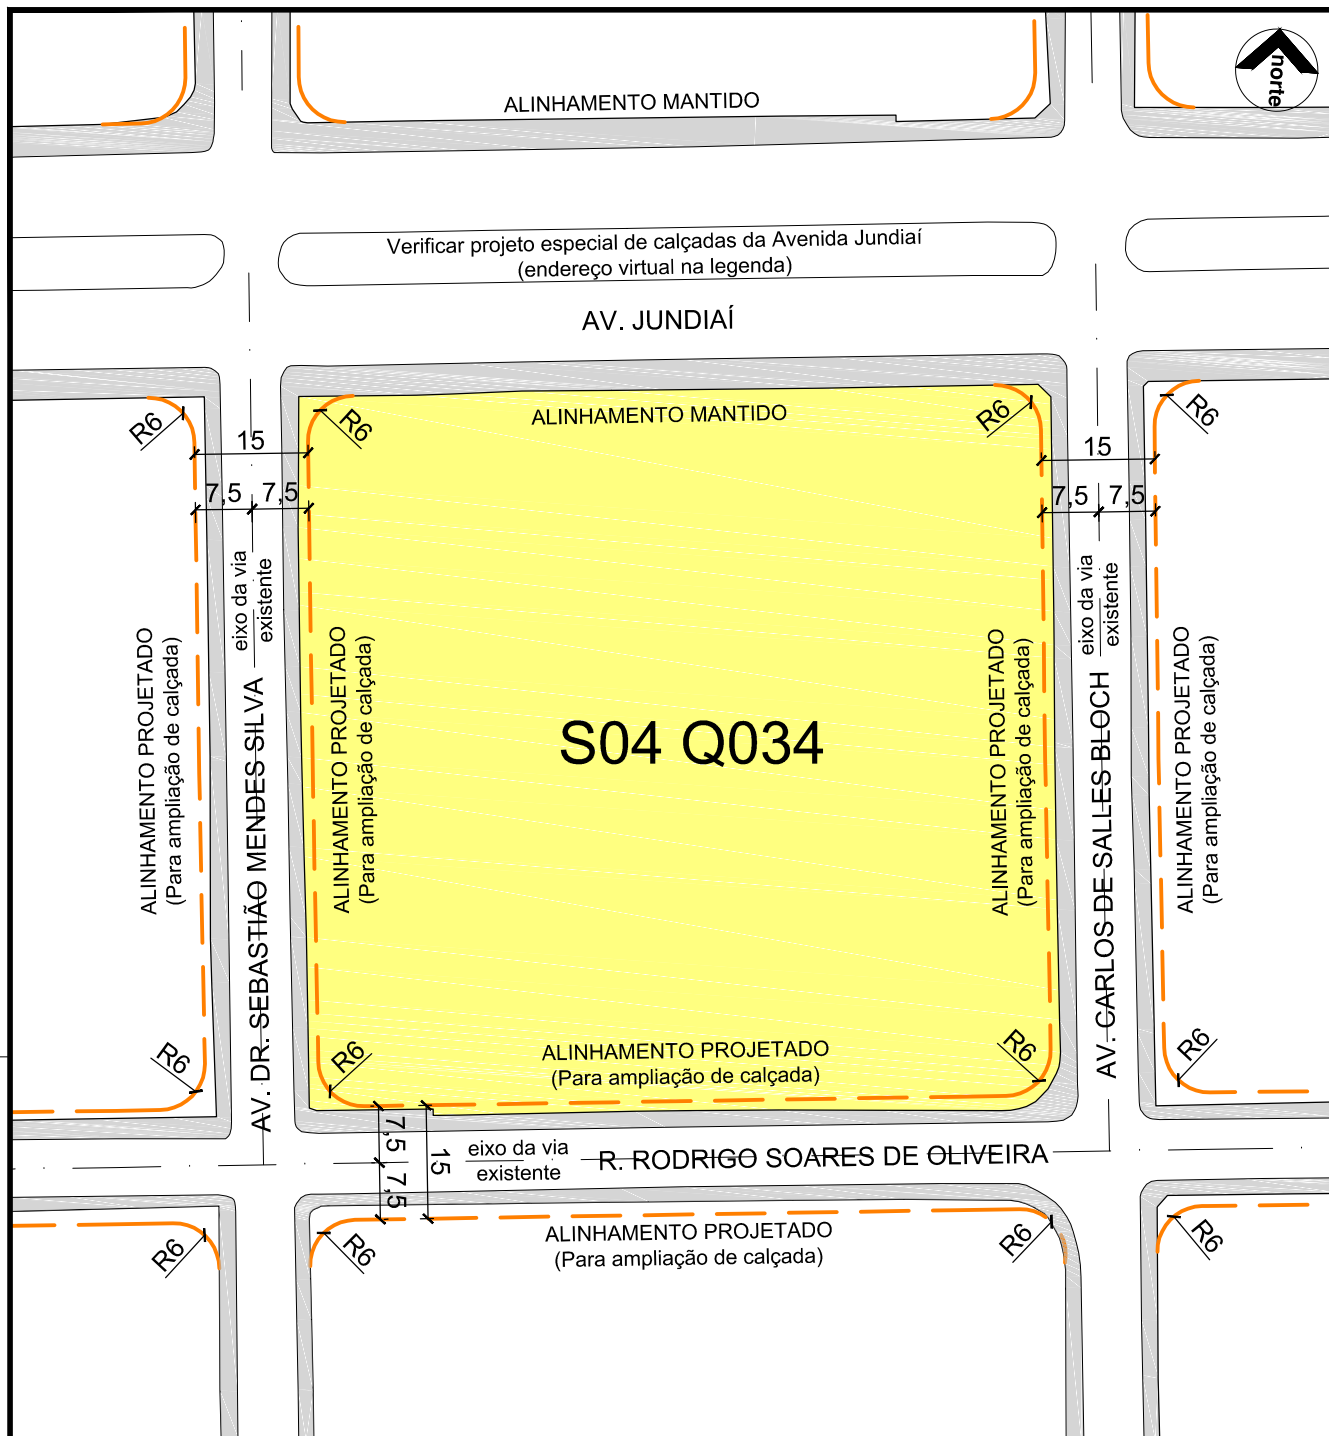 norte
ALINHAMENTO MANTIDO
Verificar projeto especial de calçadas da Avenida Jundiaí
(endereço virtual na legenda)
AV. JUNDIAÍ
ALINHAMENTO MANTIDO
R6
R6
R6
R6
15
15
7,5
7,5
7,5
7,5
eixo da via
existente
eixo da via
existente
ALINHAMENTO PROJETADO
(Para ampliação de calçada)
AV. DR. SEBASTIÃO MENDES SILVA
ALINHAMENTO PROJETADO
(Para ampliação de calçada)
S04 Q034
ALINHAMENTO PROJETADO
(Para ampliação de calçada)
AV. CARLOS DE SALLES BLOCH
ALINHAMENTO PROJETADO
(Para ampliação de calçada)
R6
R6
R6
R6
ALINHAMENTO PROJETADO
(Para ampliação de calçada)
7,5
7,5
15
eixo da via
existente
R. RODRIGO SOARES DE OLIVEIRA
ALINHAMENTO PROJETADO
(Para ampliação de calçada)
R6
R6
R6
R6